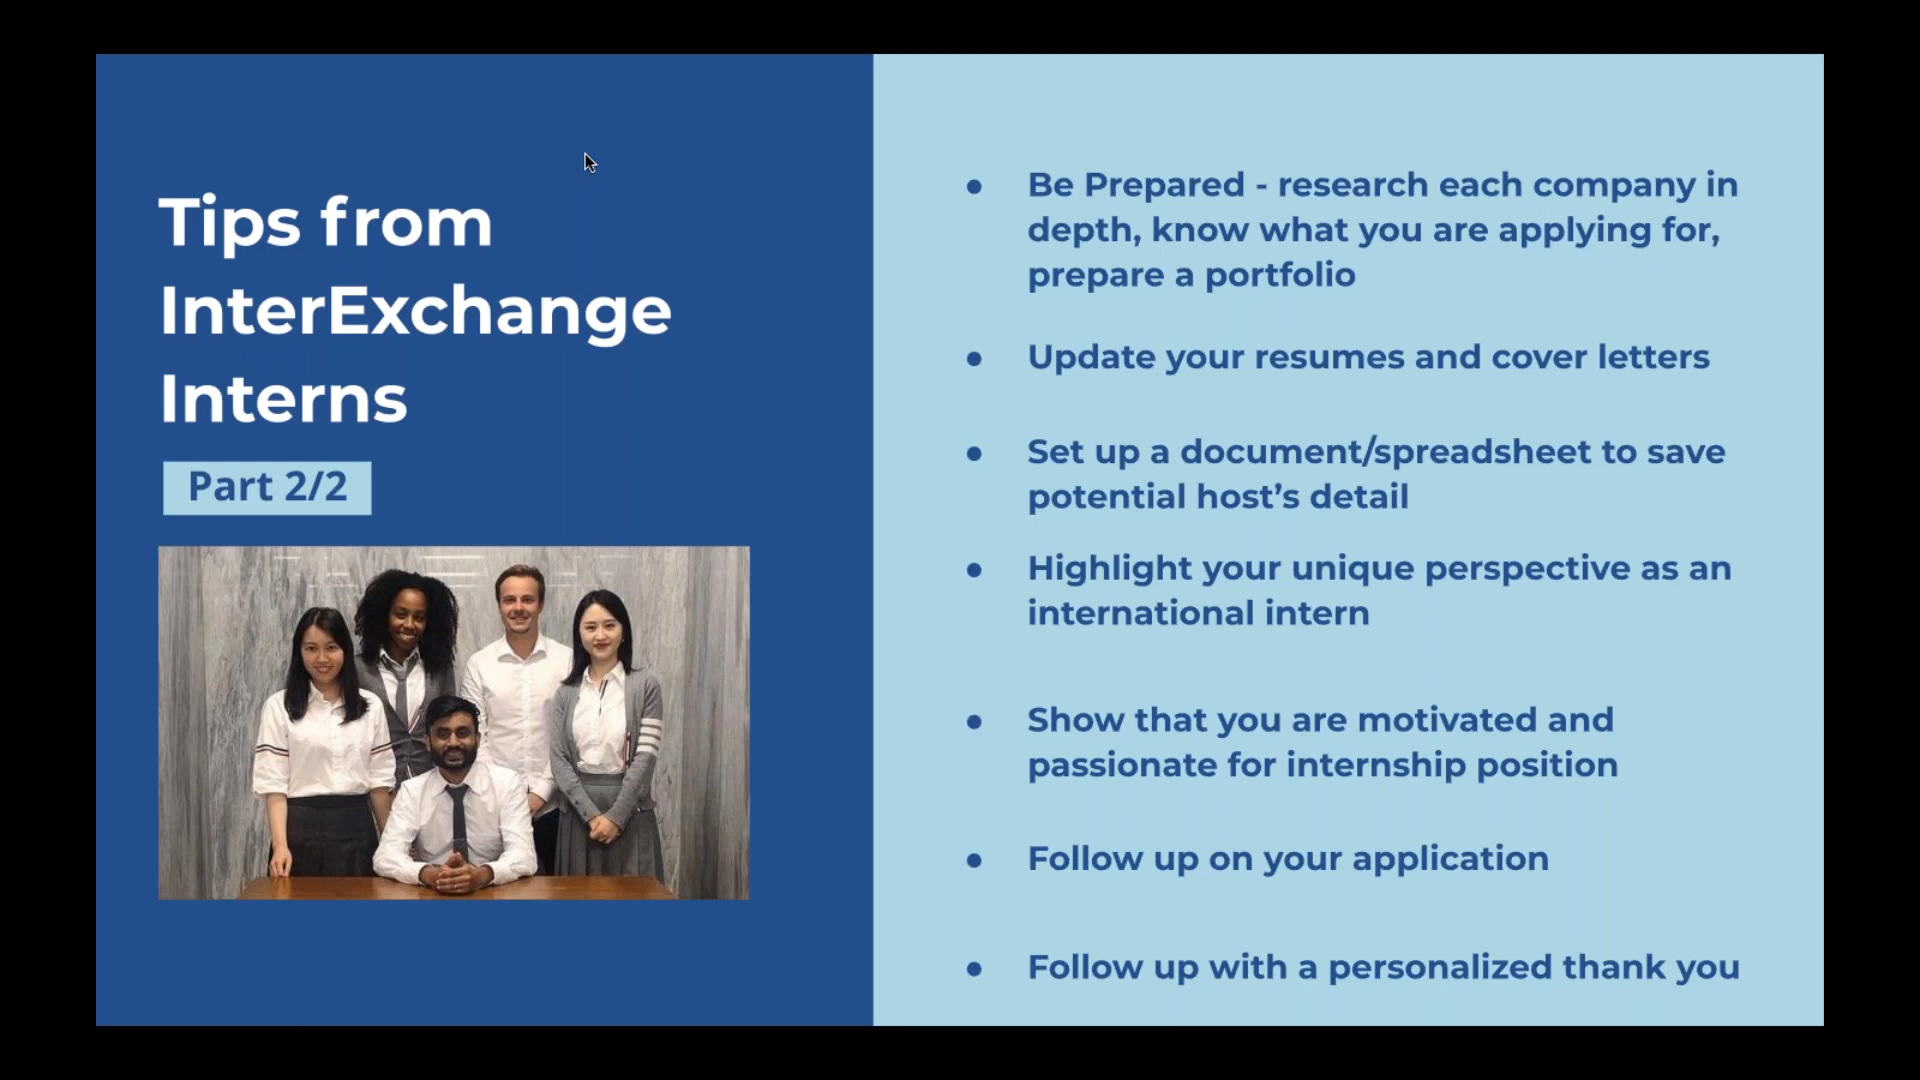 Tips from
InterExchange
Interns
Part 2/2
● Be Prepared - research each company in
depth, know what you are applying for,
prepare a portfolio
● Update your resumes and cover letters
● Set up a document/spreadsheet to save
potential host’s detail
● Highlight your unique perspective as an
international intern
● Show that you are motivated and
passionate for internship position
● Follow up on your application
● Follow up with a personalized thank you